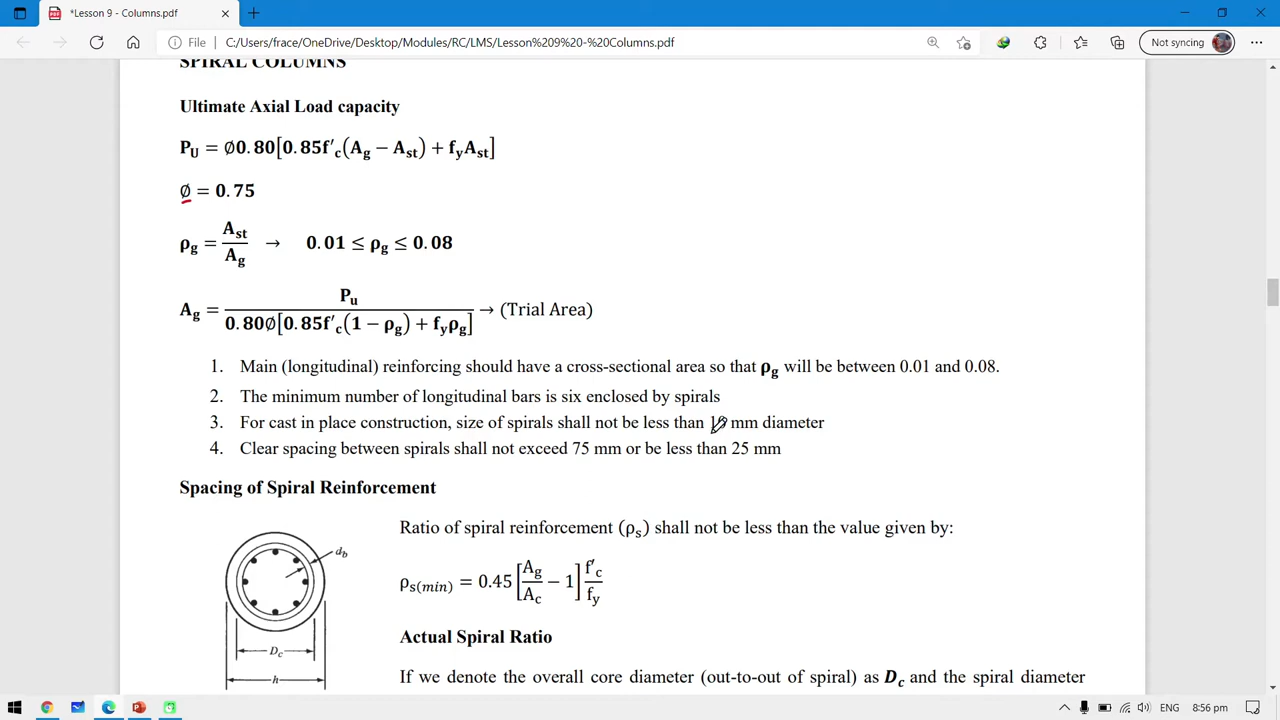 *Lesson 9 - Columns.pdf
File C:/Users/frace/OneDrive/Desktop/Modules/RC/LMS/Lesson%209%20-%20Columns.pdf Not syncing
SPIRAL COLUMNS
Ultimate Axial Load capacity
P_U = ∅0.80[0.85f'_c(A_g − A_st) + f_yA_st]
∅ = 0.75
ρ_g = A_st / A_g → 0.01 ≤ ρ_g ≤ 0.08
A_g = P_u / 0.80∅[0.85f'_c(1 − ρ_g) + f_yρ_g] → (Trial Area)
1. Main (longitudinal) reinforcing should have a cross-sectional area so that ρ_g will be between 0.01 and 0.08.
2. The minimum number of longitudinal bars is six enclosed by spirals
3. For cast in place construction, size of spirals shall not be less than mm diameter
4. Clear spacing between spirals shall not exceed 75 mm or be less than 25 mm
Spacing of Spiral Reinforcement
Ratio of spiral reinforcement (ρ_s) shall not be less than the value given by:
d_b
ρ_s(min) = 0.45 [A_g / A_c − 1] f'_c / f_y
Actual Spiral Ratio
D_c
h
If we denote the overall core diameter (out-to-out of spiral) as D_c and the spiral diameter
ENG 8:56 pm